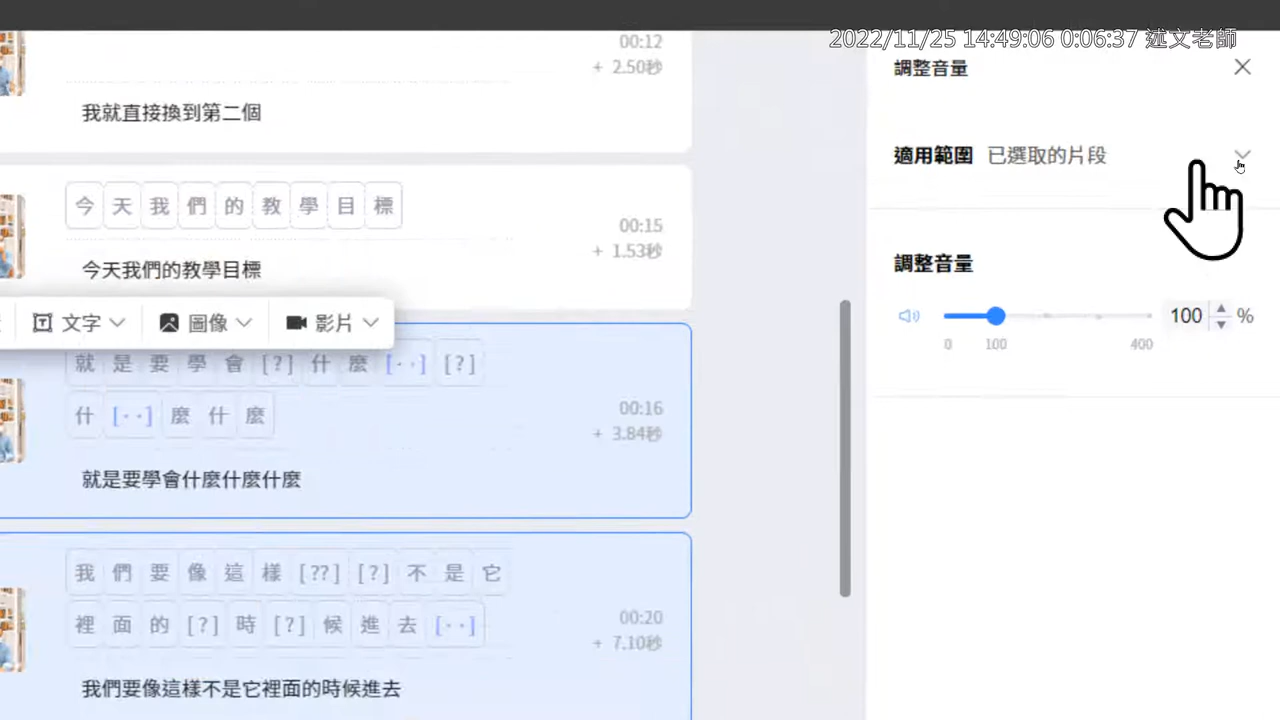 2022/11/25 14:49:06 0:06:37 述文老師
00:12
+ 2.50秒
我就直接換到第二個
今 天 我 們 的 教 學 目 標
00:15
+ 1.53秒
今天我們的教學目標
文字
圖像
影片
就 是 要 學 會 [?] 什 麼 [··] [?]
什 [··] 麼 什 麼
00:16
+ 3.84秒
就是要學會什麼什麼什麼
我 們 要 像 這 樣 [??] [?] 不 是 它
裡 面 的 [?] 時 [?] 候 進 去 [··]
00:20
+ 7.10秒
我們要像這樣不是它裡面的時候進去
調整音量
適用範圍 已選取的片段
調整音量
100 %
0 100 400